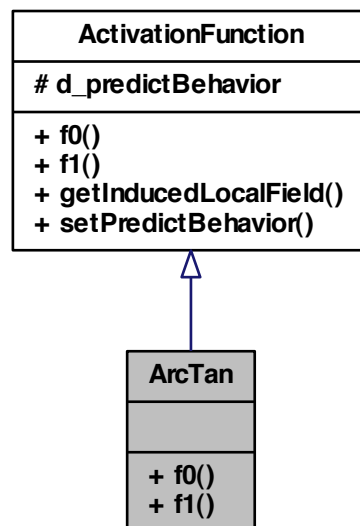 ActivationFunction
# d_predictBehavior
+ f0()
+ f1()
+ getInducedLocalField()
+ setPredictBehavior()
ArcTan
+ f0()
+ f1()